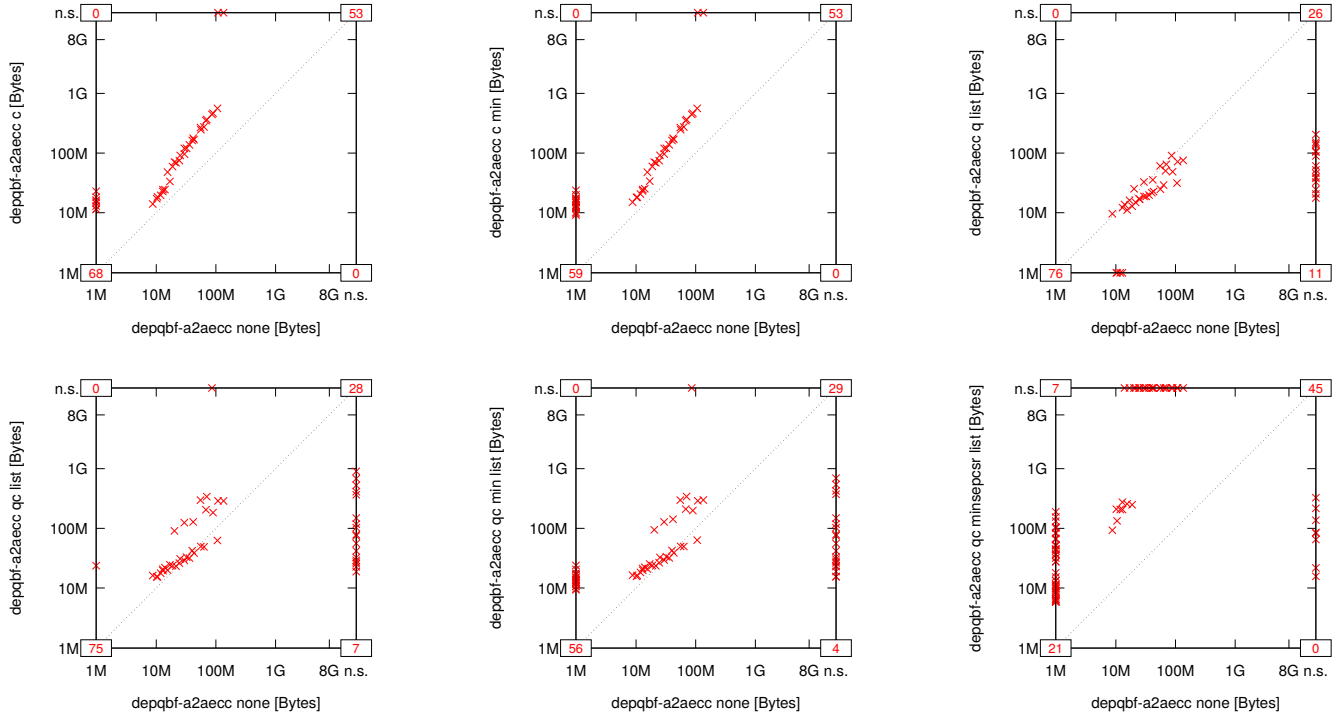 n.s. 0 53
8G
1G
100M
10M
1M 68 0
1M 10M 100M 1G 8G n.s.
depqbf-a2aecc c [Bytes]
depqbf-a2aecc none [Bytes]
n.s. 0 53
8G
1G
100M
10M
1M 59 0
1M 10M 100M 1G 8G n.s.
depqbf-a2aecc c min [Bytes]
depqbf-a2aecc none [Bytes]
n.s. 0 26
8G
1G
100M
10M
1M 76 11
1M 10M 100M 1G 8G n.s.
depqbf-a2aecc q list [Bytes]
depqbf-a2aecc none [Bytes]
n.s. 0 28
8G
1G
100M
10M
1M 75 7
1M 10M 100M 1G 8G n.s.
depqbf-a2aecc qc list [Bytes]
depqbf-a2aecc none [Bytes]
n.s. 0 29
8G
1G
100M
10M
1M 56 4
1M 10M 100M 1G 8G n.s.
depqbf-a2aecc qc min list [Bytes]
depqbf-a2aecc none [Bytes]
n.s. 7 45
8G
1G
100M
10M
1M 21 0
1M 10M 100M 1G 8G n.s.
depqbf-a2aecc qc minsepcsr list [Bytes]
depqbf-a2aecc none [Bytes]